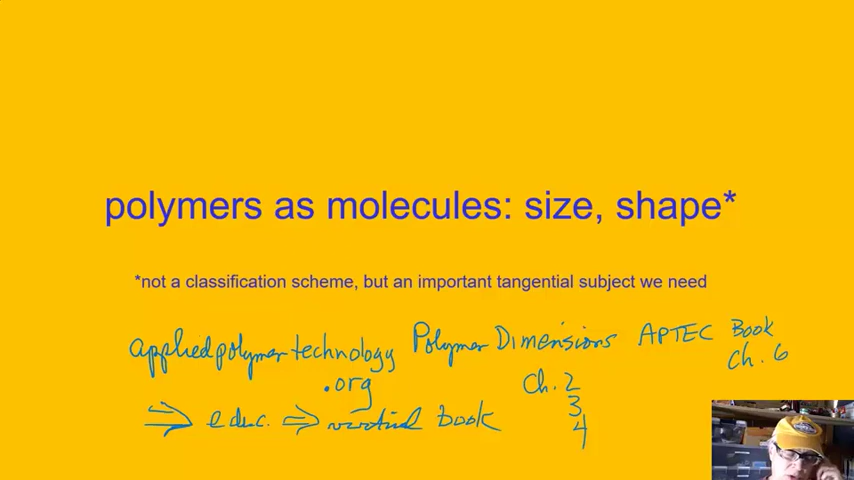 polymers as molecules: size, shape*
*not a classification scheme, but an important tangential subject we need
appliedpolymertechnology Polymer Dimensions APTEC Book
.org Ch. 2 Ch. 6
3
⇒ educ. ⇒ virtual Book 4